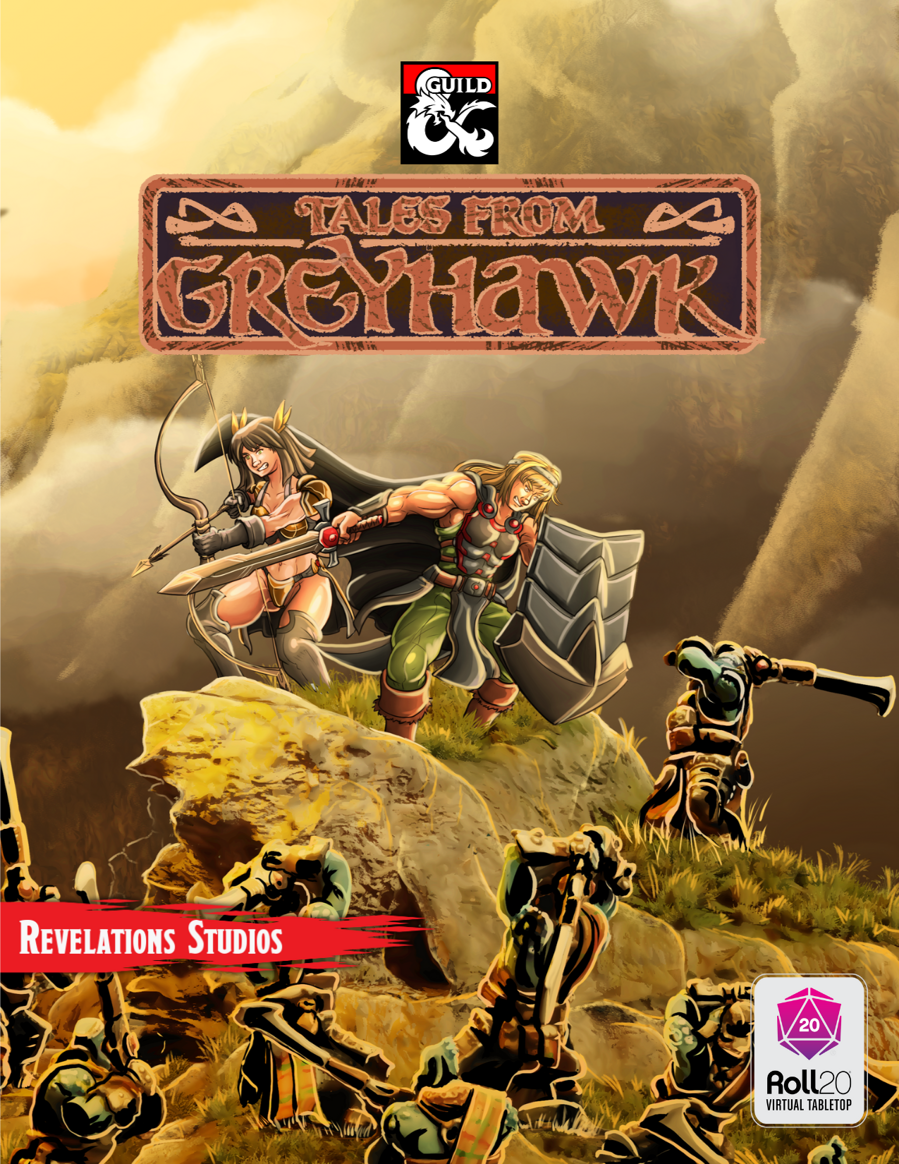 GUILD
TALES FROM
GREYHAWK
REVELATIONS STUDIOS
20
Roll20
VIRTUAL TABLETOP